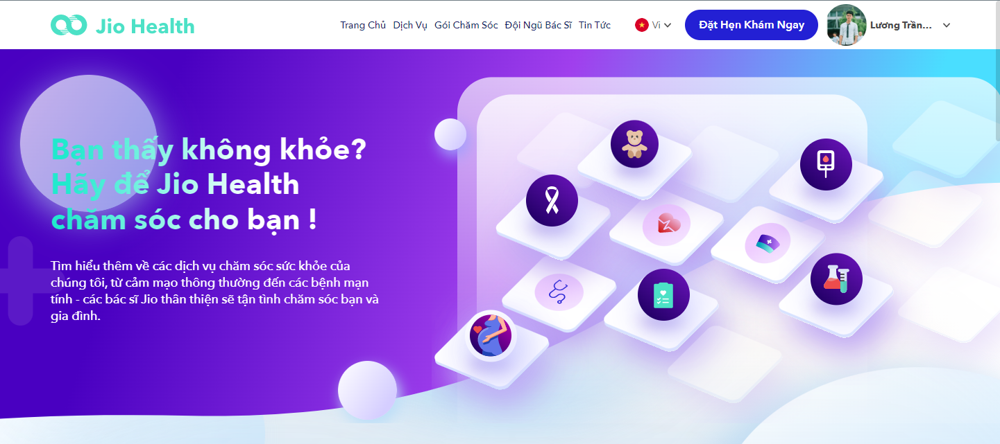 Jio Health
Trang Chủ Dịch Vụ Gói Chăm Sóc Đội Ngũ Bác Sĩ Tin Tức Vi Đặt Hẹn Khám Ngay Lương Trần...
Bạn thấy không khỏe?
Hãy để Jio Health
chăm sóc cho bạn !
Tìm hiểu thêm về các dịch vụ chăm sóc sức khỏe của
chúng tôi, từ cảm mạo thông thường đến các bệnh mạn
tính - các bác sĩ Jio thân thiện sẽ tận tình chăm sóc bạn và
gia đình.